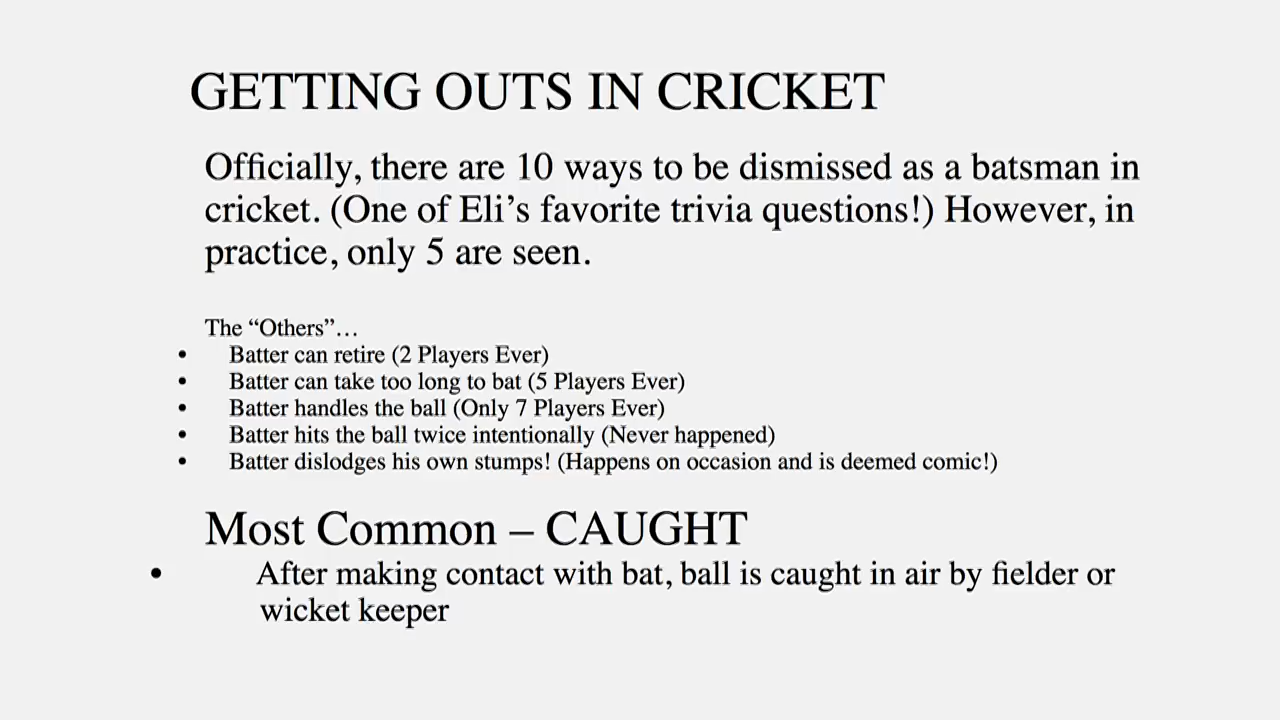 GETTING OUTS IN CRICKET
Officially, there are 10 ways to be dismissed as a batsman in
cricket. (One of Eli’s favorite trivia questions!) However, in
practice, only 5 are seen.
The “Others”…
• Batter can retire (2 Players Ever)
• Batter can take too long to bat (5 Players Ever)
• Batter handles the ball (Only 7 Players Ever)
• Batter hits the ball twice intentionally (Never happened)
• Batter dislodges his own stumps! (Happens on occasion and is deemed comic!)
Most Common – CAUGHT
• After making contact with bat, ball is caught in air by fielder or
wicket keeper